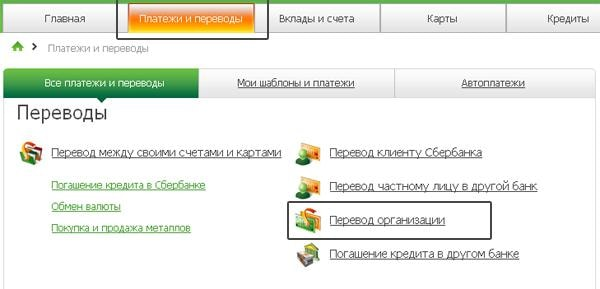 Главная
Платежи и переводы
Вклады и счета
Карты
Кредиты
Платежи и переводы
Все платежи и переводы
Мои шаблоны и платежи
Автоплатежи
Переводы
Перевод между своими счетами и картами
Погашение кредита в Сбербанке
Обмен валюты
Покупка и продажа металлов
Перевод клиенту Сбербанка
Перевод частному лицу в другой банк
Перевод организации
Погашение кредита в другом банке